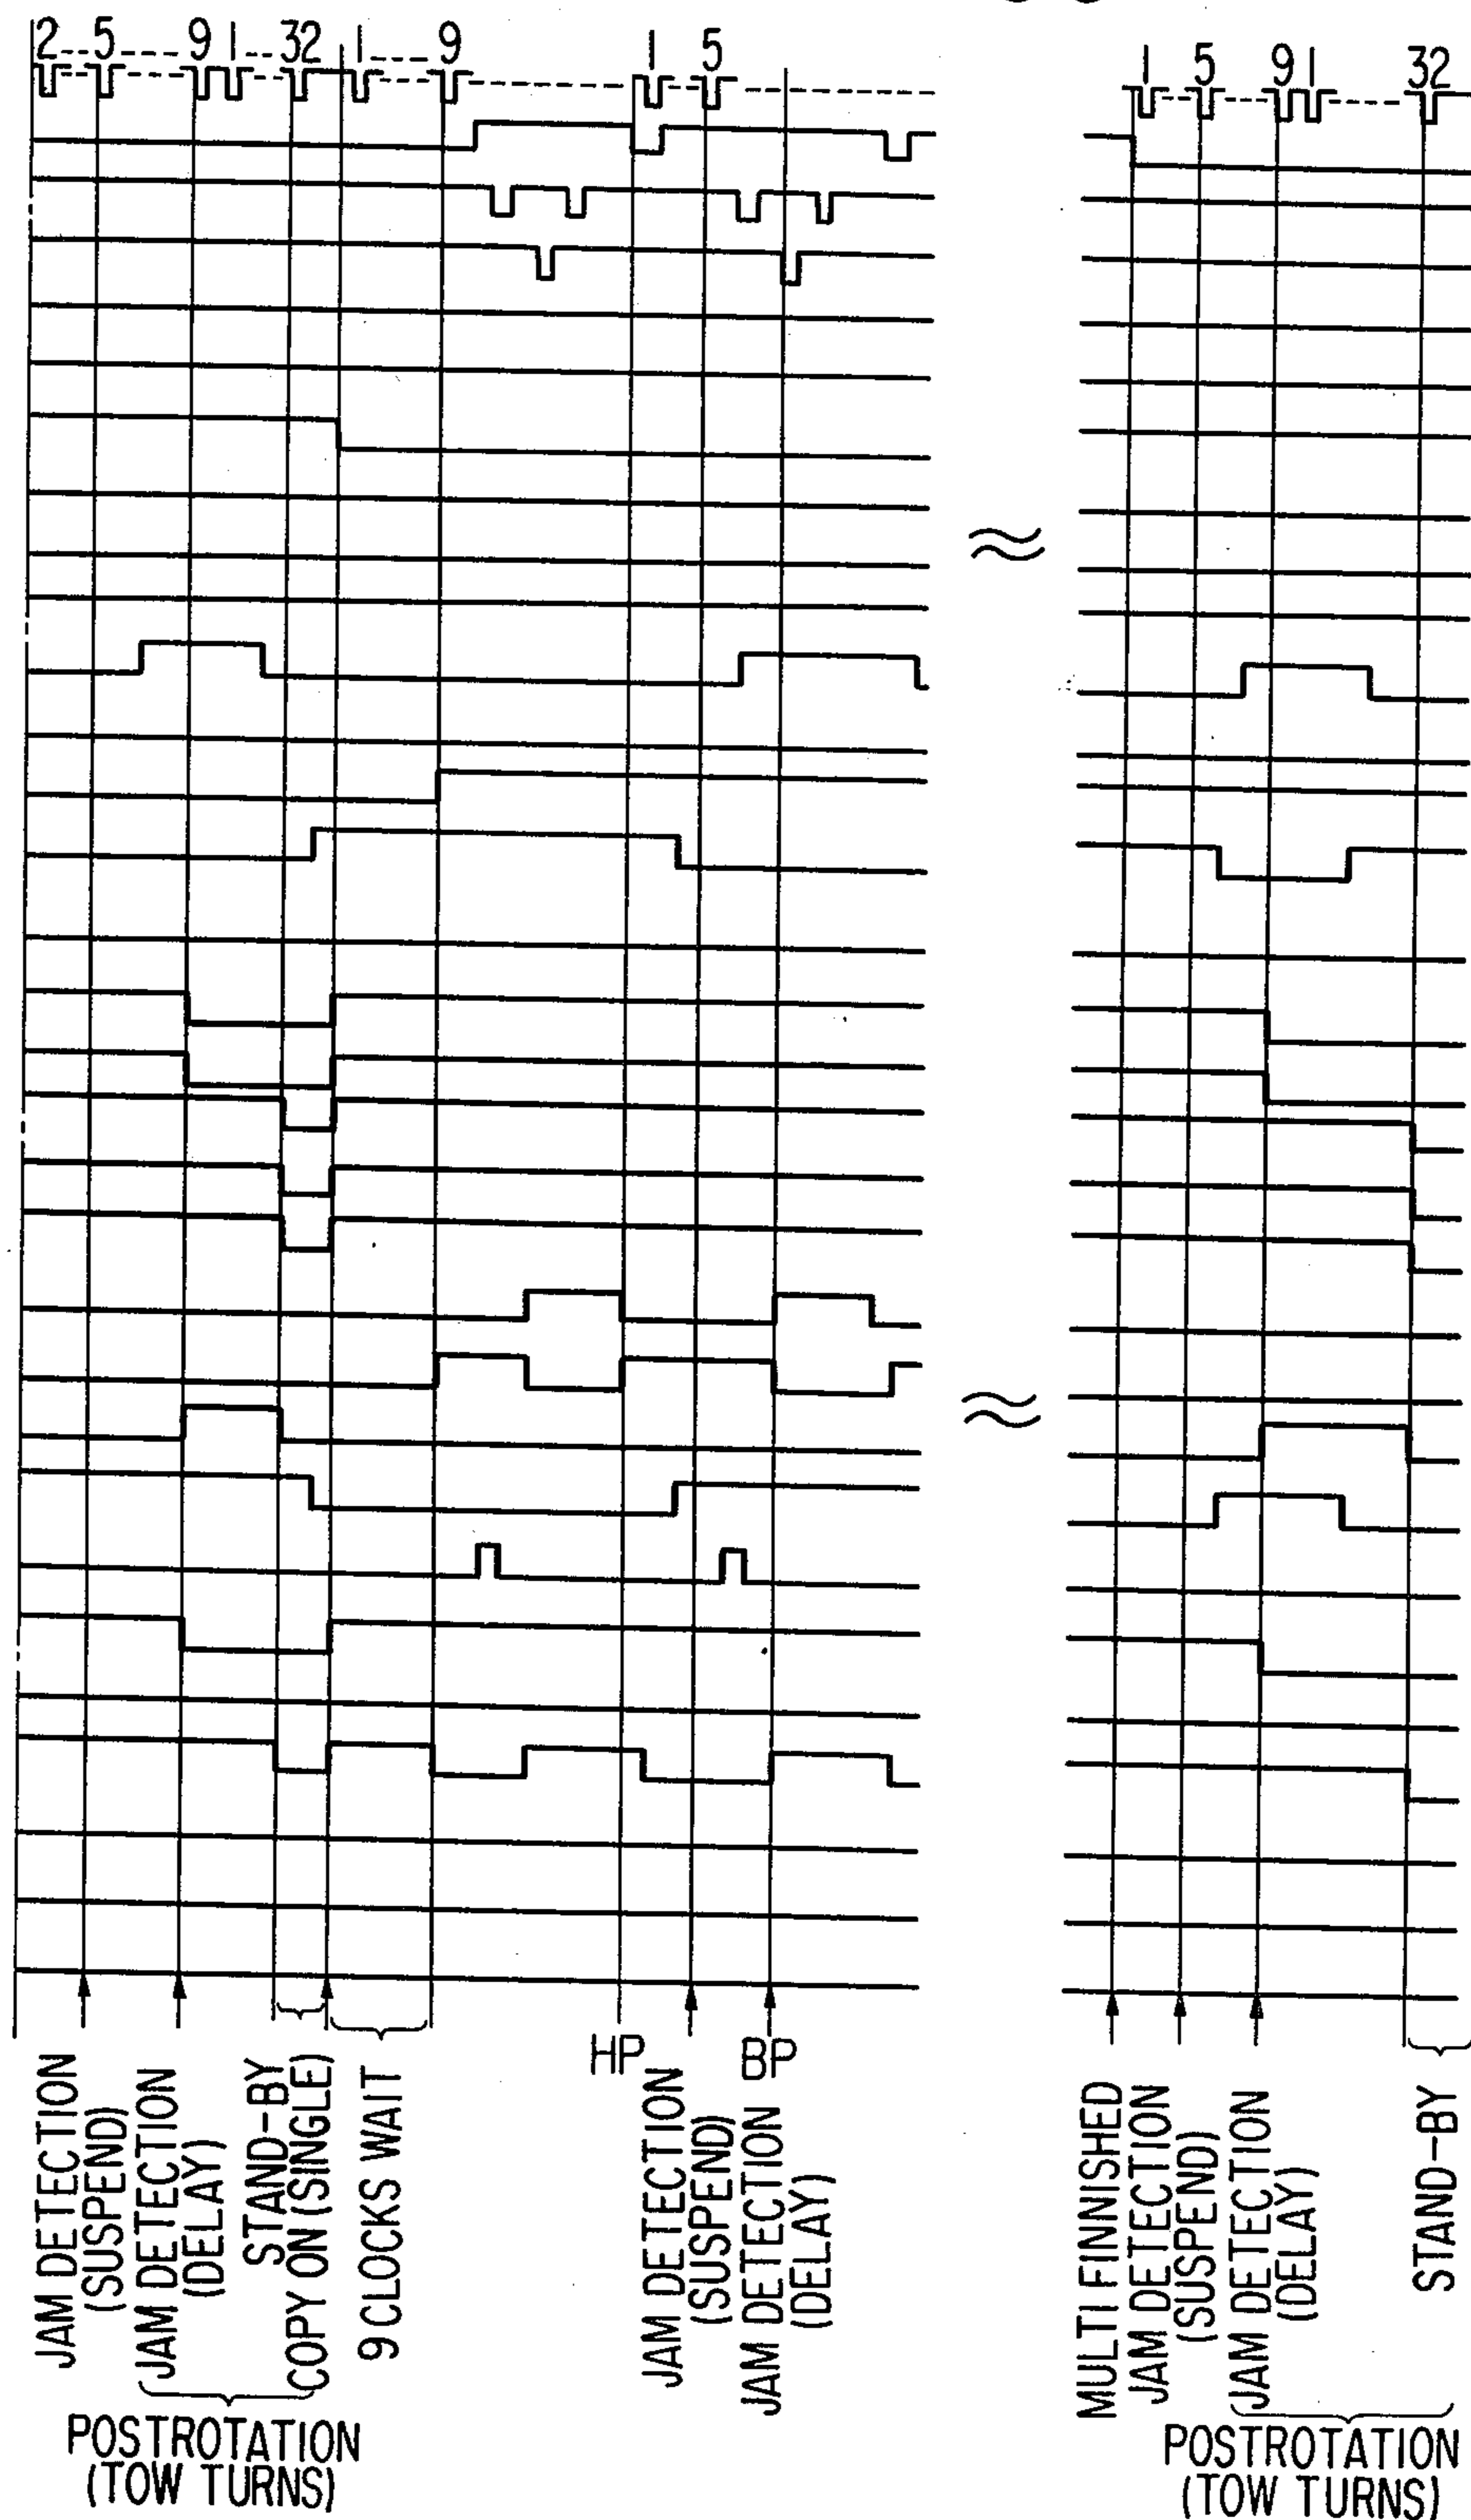 2 5 9 1 32 1 9 1 5 1 5 9 1 32
HP BP
JAM DETECTION
(SUSPEND)
JAM DETECTION
(DELAY)
STAND-BY
COPY ON (SINGLE)
9 CLOCKS WAIT
JAM DETECTION
(SUSPEND)
JAM DETECTION
(DELAY)
MULTI FINNISHED
JAM DETECTION
(SUSPEND)
JAM DETECTION
(DELAY)
STAND-BY
POSTROTATION
(TOW TURNS)
POSTROTATION
(TOW TURNS)